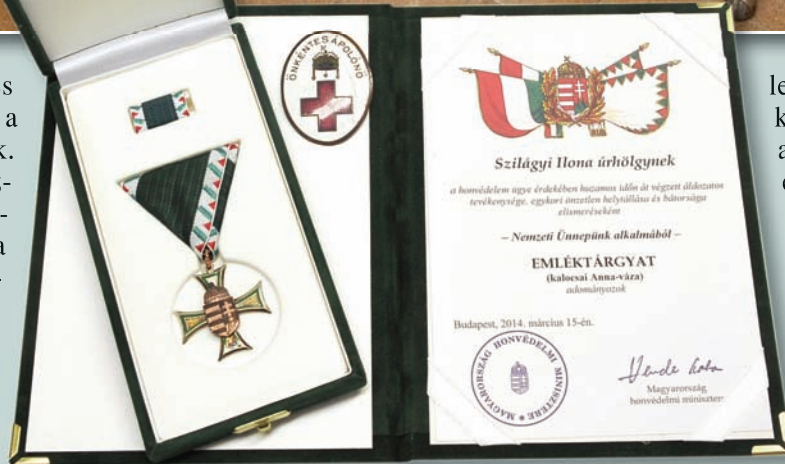 ÖNKÉNTES ÁPOLÓNŐ
Szilágyi Ilona úrhölgynek
a honvédelem ügye érdekében huzamos időn át végzett áldozatos
tevékenysége, egykori önzetlen helytállása és bátorsága
elismeréseként
– Nemzeti Ünnepünk alkalmából –
EMLÉKTÁRGYAT
(kalocsai Anna-váza)
adományozok
Budapest, 2014. március 15-én.
MAGYARORSZÁG HONVÉDELMI MINISZTERE
Hende Csaba
Magyarország
honvédelmi minisztere